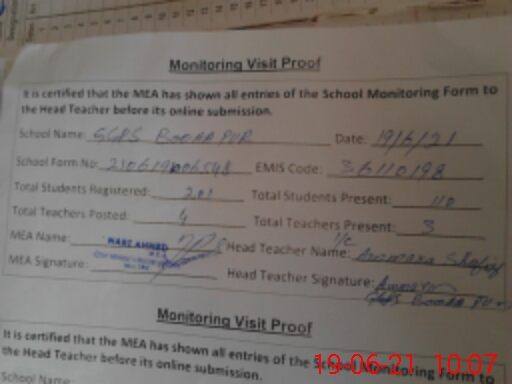 Monitoring Visit Proof
It is certified that the MEA has shown all entries of the School Monitoring Form to
the Head Teacher before its online submission.
School Name: GGPS BOORA PUR Date: 19/6/21
School Form No: EMIS Code: 36110198
Total Students Registered: 201 Total Students Present: 110
Total Teachers Posted: 4 Total Teachers Present: 3
MEA Name: AHMED Head Teacher Name: I/C
MEA Signature: Head Teacher Signature:
GGPS BOORA PUR
Monitoring Visit Proof
It is certified that the MEA has shown all entries of the School Monitoring Form to
the Head Teacher before its online submission.
School Name:
19-06-21 10:07